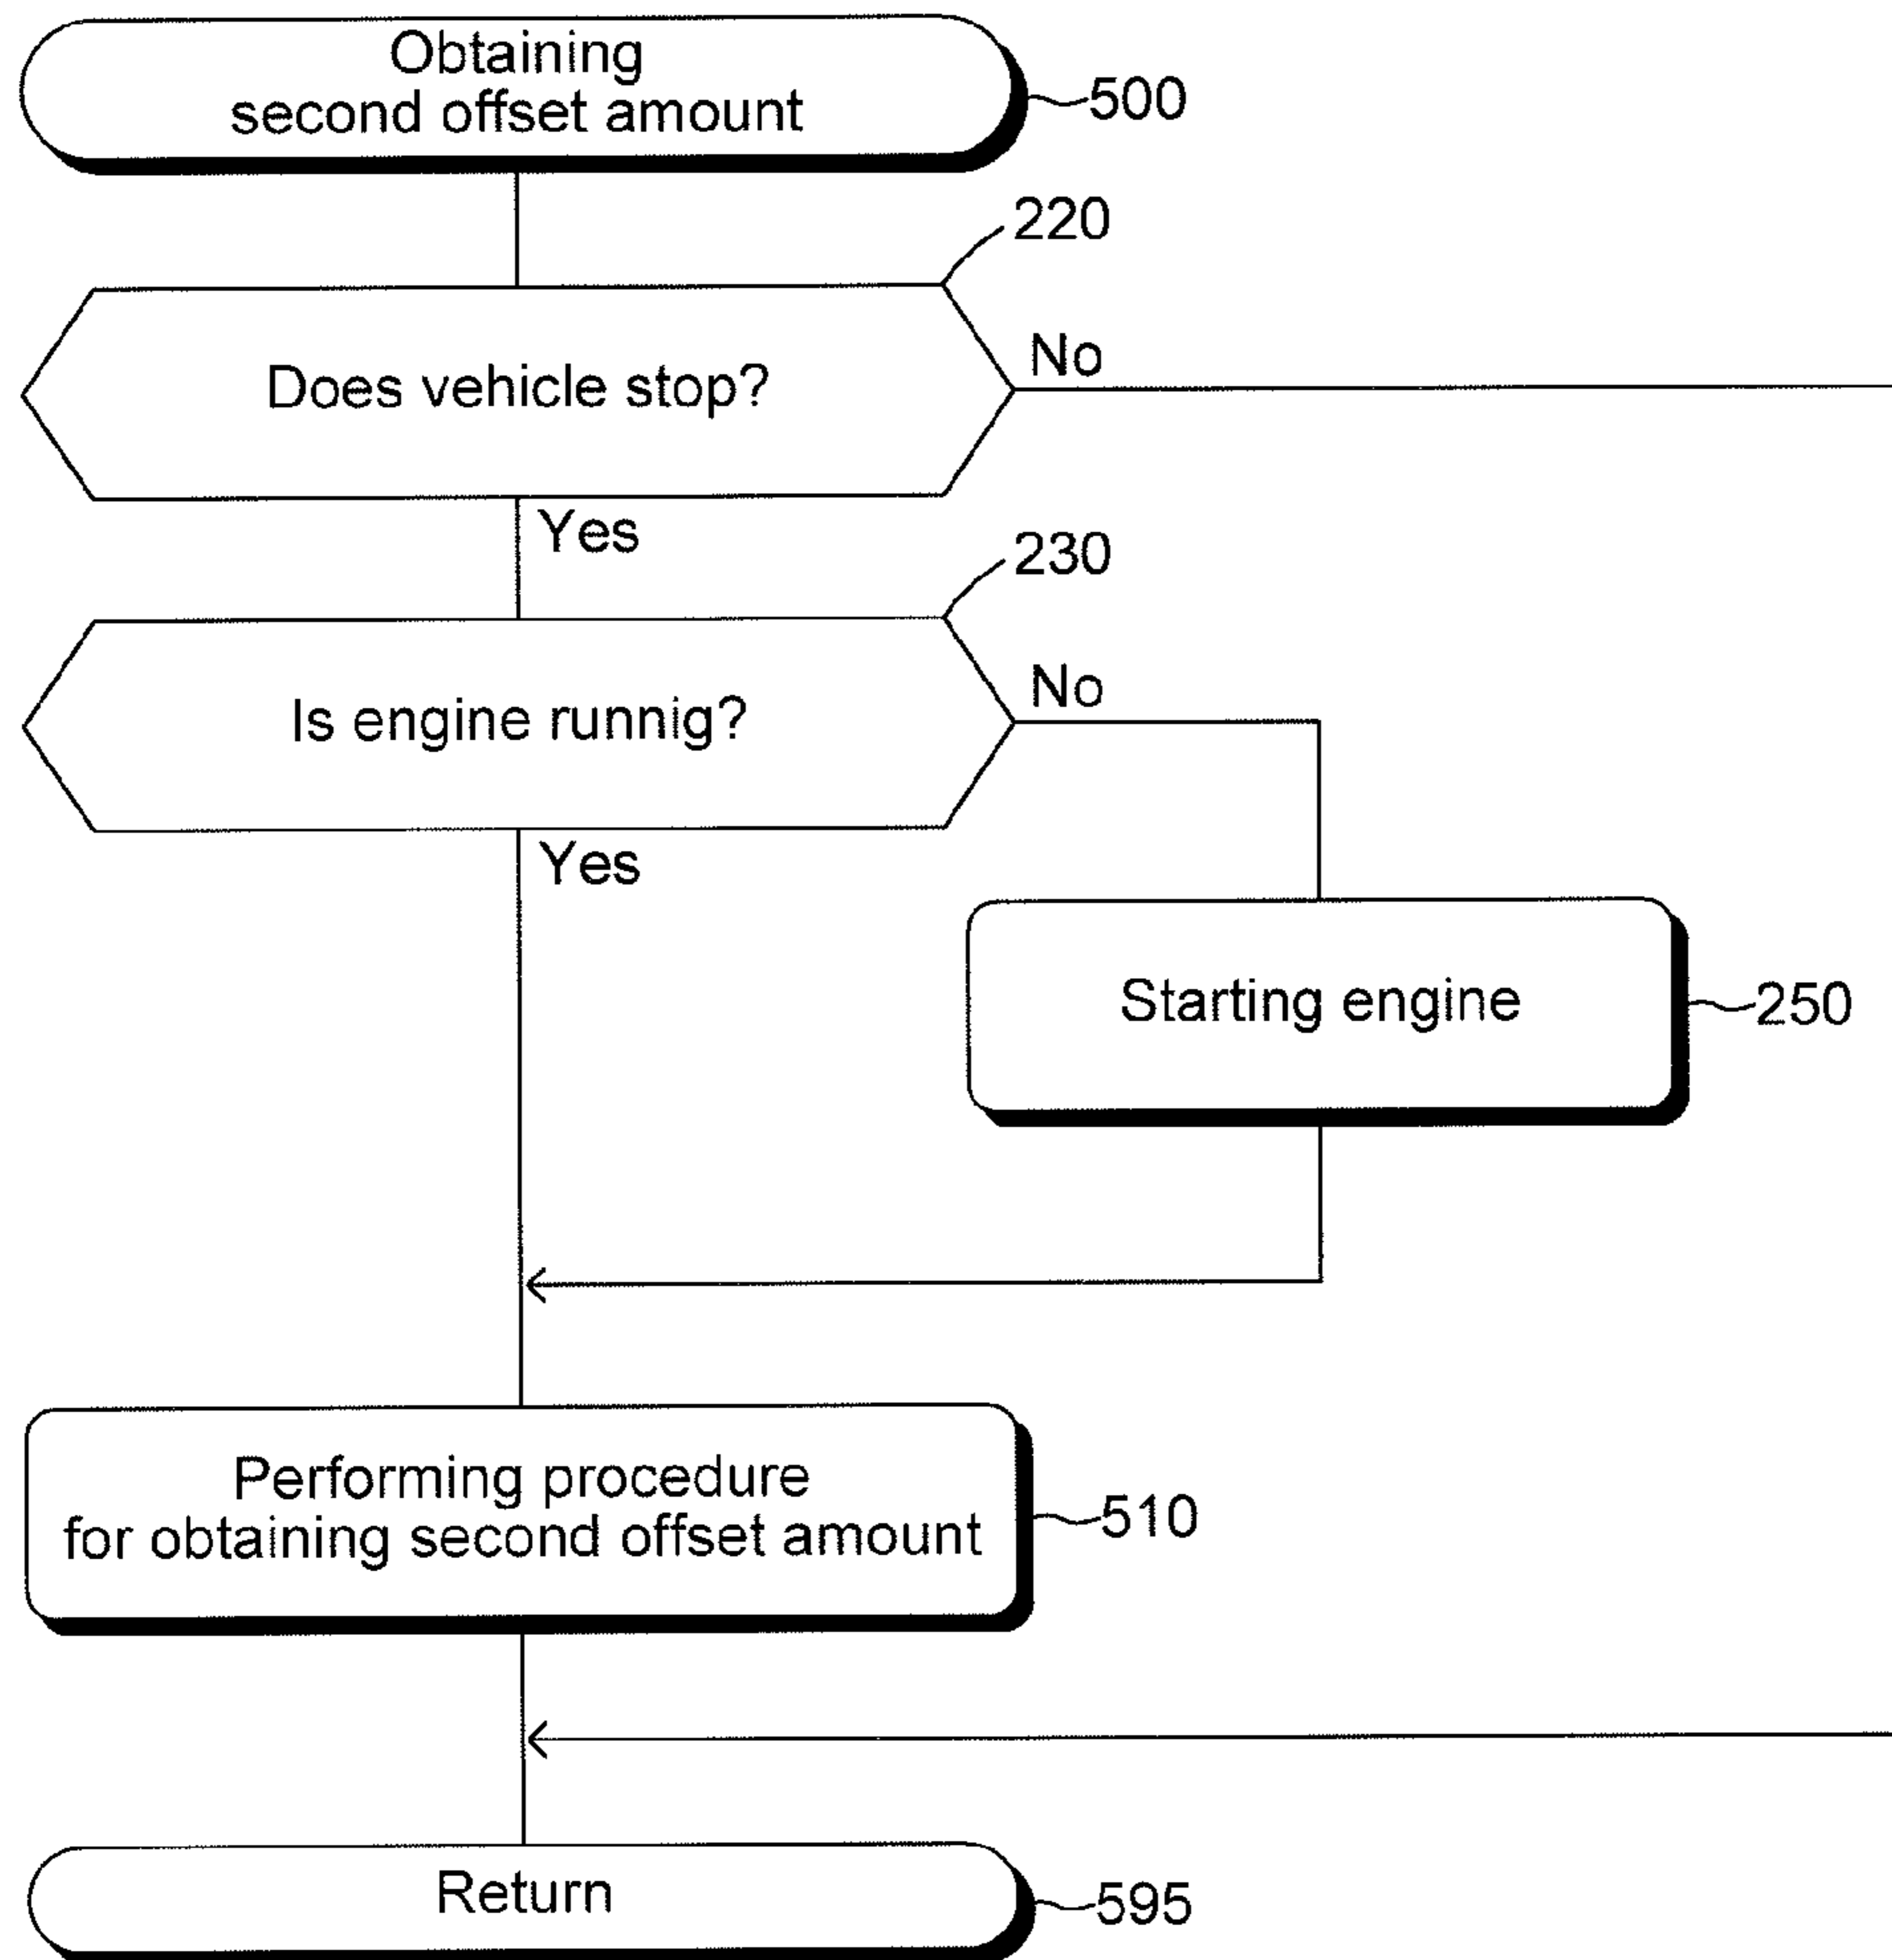 Obtaining
second offset amount
500
220
Does vehicle stop?
No
Yes
230
Is engine runnig?
No
Yes
Starting engine
250
Performing procedure
for obtaining second offset amount
510
Return
595